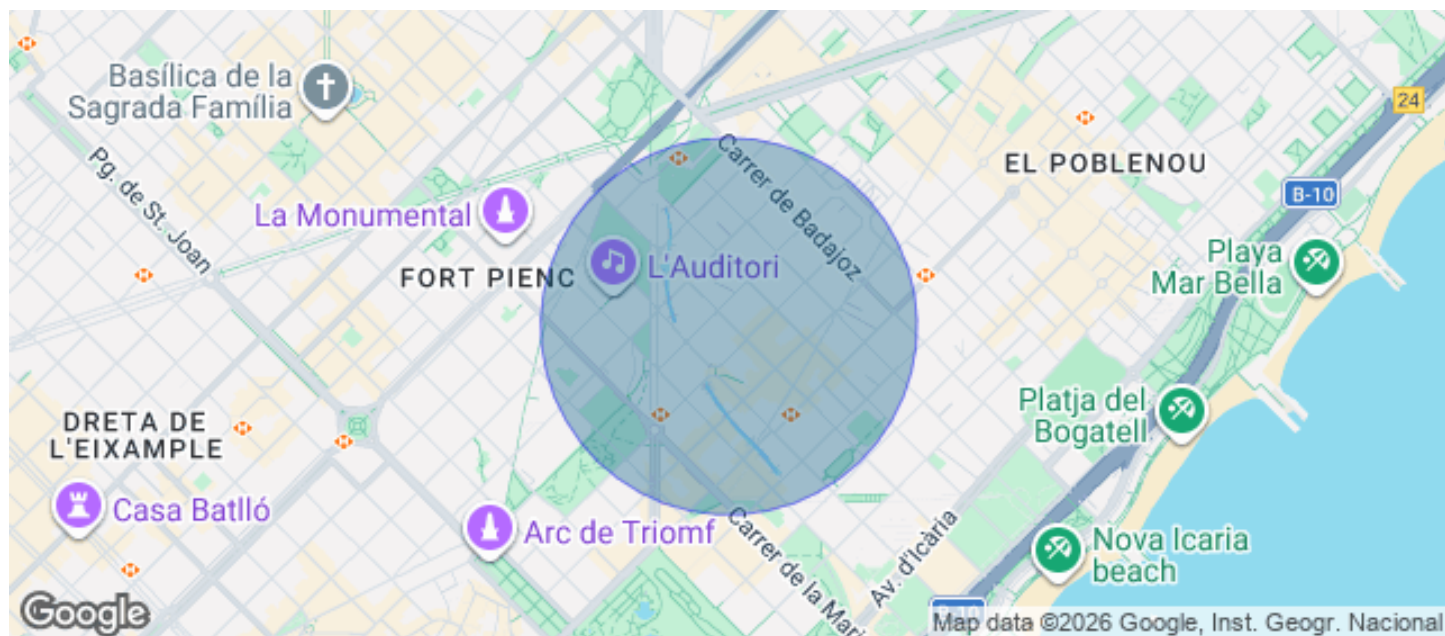 Basílica de la
Sagrada Família
24
Pg. de St. Joan
Carrer de Badajoz
EL POBLENOU
B-10
La Monumental
L'Auditori
FORT PIENC
Playa
Mar Bella
DRETA DE
L'EIXAMPLE
Platja del
Bogatell
Casa Batlló
Arc de Triomf
Carrer de la Mari
Av. d'Icària
Nova Icaria
beach
Google
B-10
Map data ©2026 Google, Inst. Geogr. Nacional